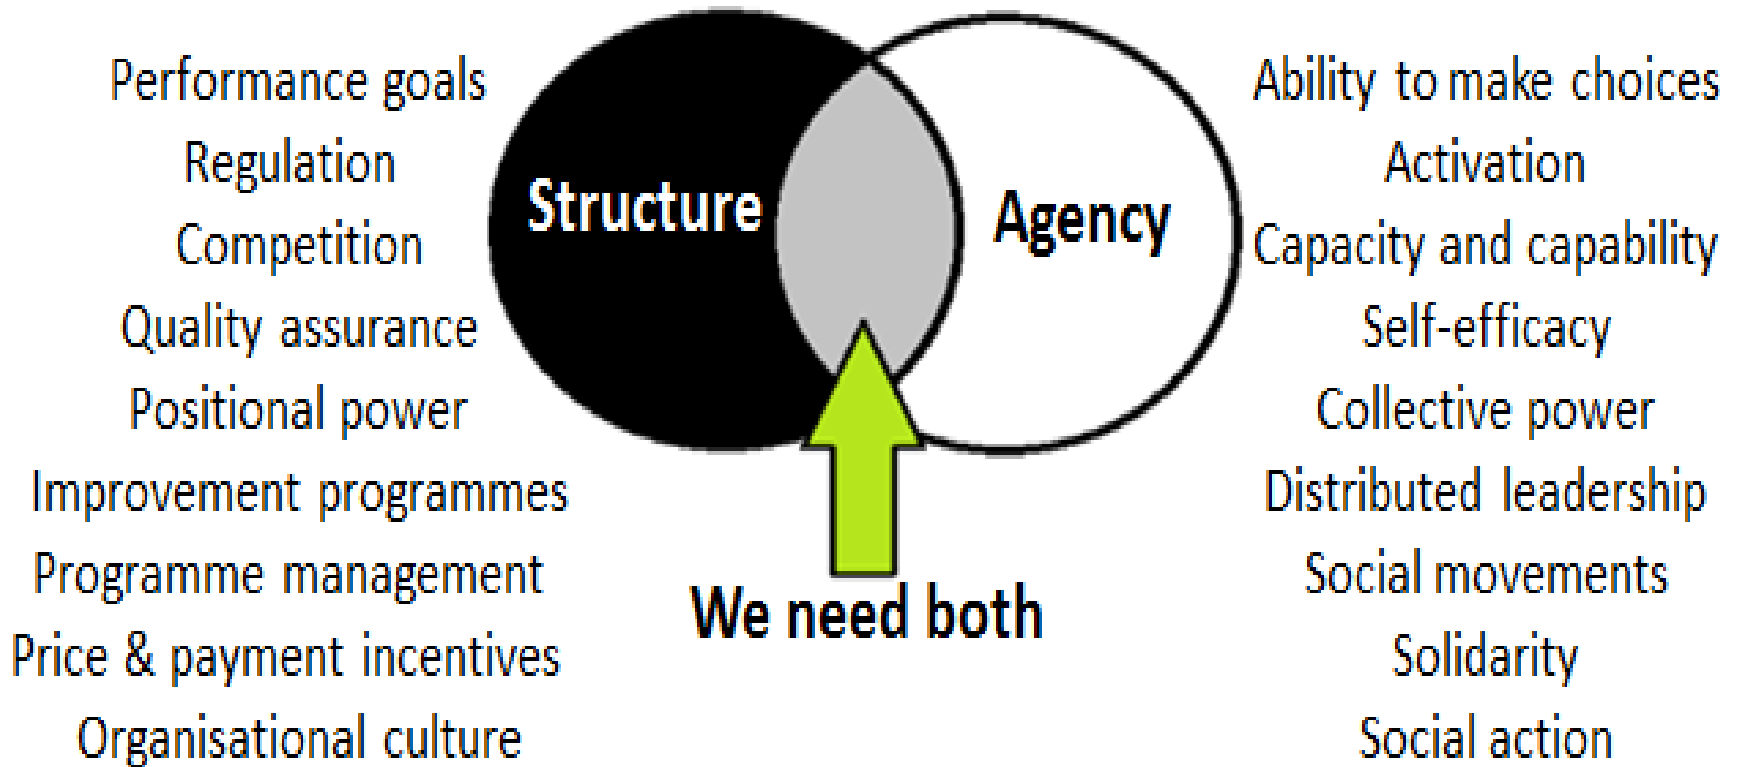 Performance goals
Regulation
Competition
Quality assurance
Positional power
Improvement programmes
Programme management
Price & payment incentives
Organisational culture
Structure
Agency
We need both
Ability to make choices
Activation
Capacity and capability
Self-efficacy
Collective power
Distributed leadership
Social movements
Solidarity
Social action